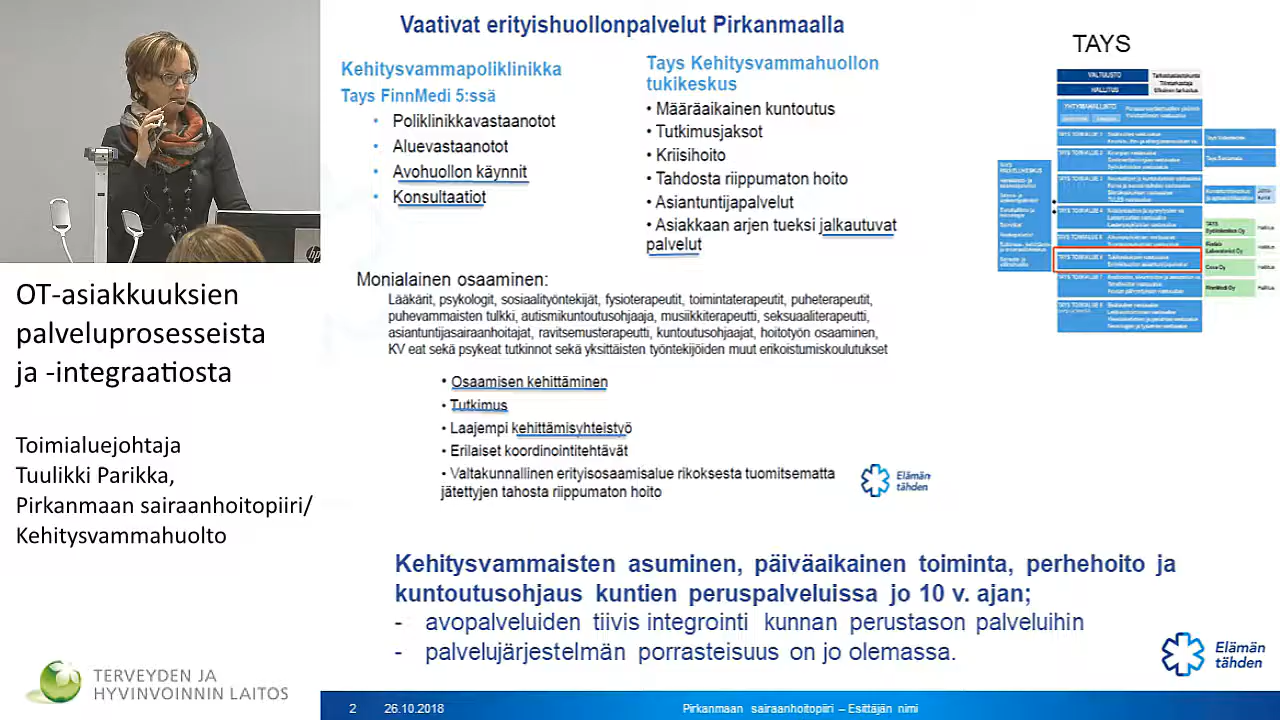 Vaativat erityishuollonpalvelut Pirkanmaalla
Kehitysvammapoliklinikka
Tays FinnMedi 5:ssä
• Poliklinikkavastaanotot
• Aluevastaanotot
• Avohuollon käynnit
• Konsultaatiot
Tays Kehitysvammahuollon
tukikeskus
• Määräaikainen kuntoutus
• Tutkimusjaksot
• Kriisihoito
• Tahdosta riippumaton hoito
• Asiantuntijapalvelut
• Asiakkaan arjen tueksi jalkautuvat
palvelut
TAYS
VALTUUSTO
HALLITUS
Monialainen osaaminen:
Lääkärit, psykologit, sosiaalityöntekijät, fysioterapeutit, toimintaterapeutit, puheterapeutit,
puhevammaisten tulkki, autismikuntoutusohjaaja, musiikkiterapeutti, seksuaaliterapeutti,
asiantuntijasairaanhoitajat, ravitsemusterapeutti, kuntoutusohjaajat, hoitotyön osaaminen,
KV eat sekä psykeat tutkinnot sekä yksittäisten työntekijöiden muut erikoistumiskoulutukset
• Osaamisen kehittäminen
• Tutkimus
• Laajempi kehittämisyhteistyö
• Erilaiset koordinointitehtävät
• Valtakunnallinen erityisosaamisalue rikoksesta tuomitsematta
jätettyjen tahosta riippumaton hoito
Elämän
tähden
Kehitysvammaisten asuminen, päiväaikainen toiminta, perhehoito ja
kuntoutusohjaus kuntien peruspalveluissa jo 10 v. ajan;
- avopalveluiden tiivis integrointi kunnan perustason palveluihin
- palvelujärjestelmän porrasteisuus on jo olemassa.
Elämän
tähden
2 26.10.2018 Pirkanmaan sairaanhoitopiiri – Esittäjän nimi
hp
OT-asiakkuuksien
palveluprosesseista
ja -integraatiosta
Toimialuejohtaja
Tuulikki Parikka,
Pirkanmaan sairaanhoitopiiri/
Kehitysvammahuolto
TERVEYDEN JA
HYVINVOINNIN LAITOS